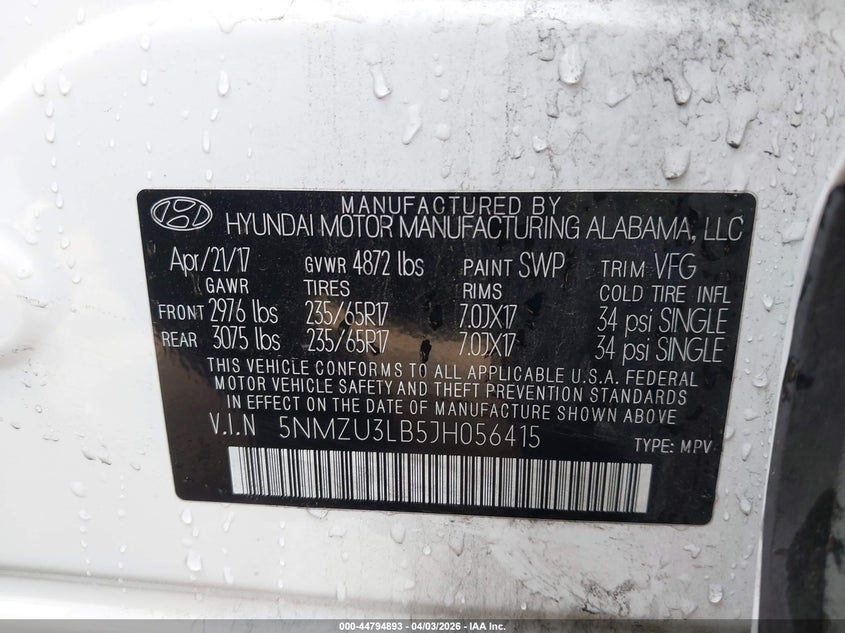 MANUFACTURED BY
HYUNDAI MOTOR MANUFACTURING ALABAMA, LLC
Apr/21/17 GVWR 4872 lbs PAINT SWP TRIM VFG
GAWR TIRES RIMS COLD TIRE INFL
FRONT 2976 lbs 235/65R17 7.0JX17 34 psi SINGLE
REAR 3075 lbs 235/65R17 7.0JX17 34 psi SINGLE
THIS VEHICLE CONFORMS TO ALL APPLICABLE U.S.A. FEDERAL
MOTOR VEHICLE SAFETY AND THEFT PREVENTION STANDARDS
IN EFFECT ON THE DATE OF MANUFACTURE SHOWN ABOVE
V.I.N 5NMZU3LB5JH056415 TYPE: MPV
000-44794893 - 04/03/2026 - IAA Inc.